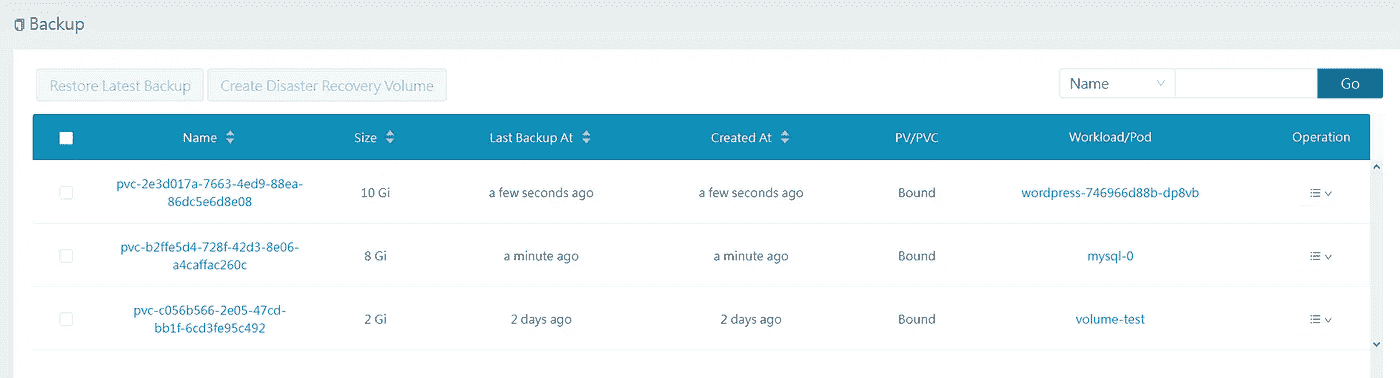 Backup
Restore Latest Backup Create Disaster Recovery Volume Name Go
Name Size Last Backup At Created At PV/PVC Workload/Pod Operation
pvc-2e3d017a-7663-4ed9-88ea-
86dc5e6d8e08 10 Gi a few seconds ago a few seconds ago Bound wordpress-746966d88b-dp8vb
pvc-b2ffe5d4-728f-42d3-8e06-
a4caffac260c 8 Gi a minute ago a minute ago Bound mysql-0
pvc-c056b566-2e05-47cd-
bb1f-6cd3fe95c492 2 Gi 2 days ago 2 days ago Bound volume-test